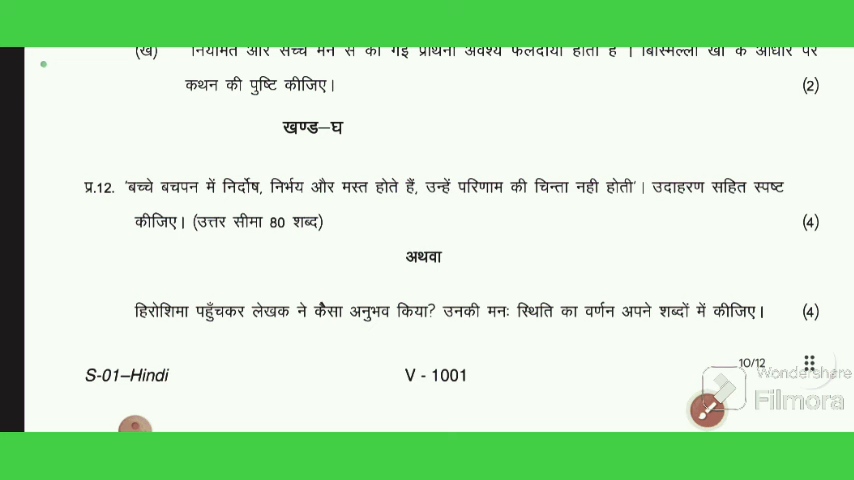 (ख) नियमित और सच्चे मन से की गई प्रार्थना अवश्य फलदायी होती है । बिस्मिल्ला खाँ के आधार पर
कथन की पुष्टि कीजिए। (2)
खण्ड–घ
प्र.12. 'बच्चे बचपन में निर्दोष, निर्भय और मस्त होते हैं, उन्हें परिणाम की चिन्ता नही होती'। उदाहरण सहित स्पष्ट
कीजिए। (उत्तर सीमा 80 शब्द) (4)
अथवा
हिरोशिमा पहुँचकर लेखक ने कैसा अनुभव किया? उनकी मनः स्थिति का वर्णन अपने शब्दों में कीजिए। (4)
10/12
S-01–Hindi V - 1001
Wondershare
Filmora